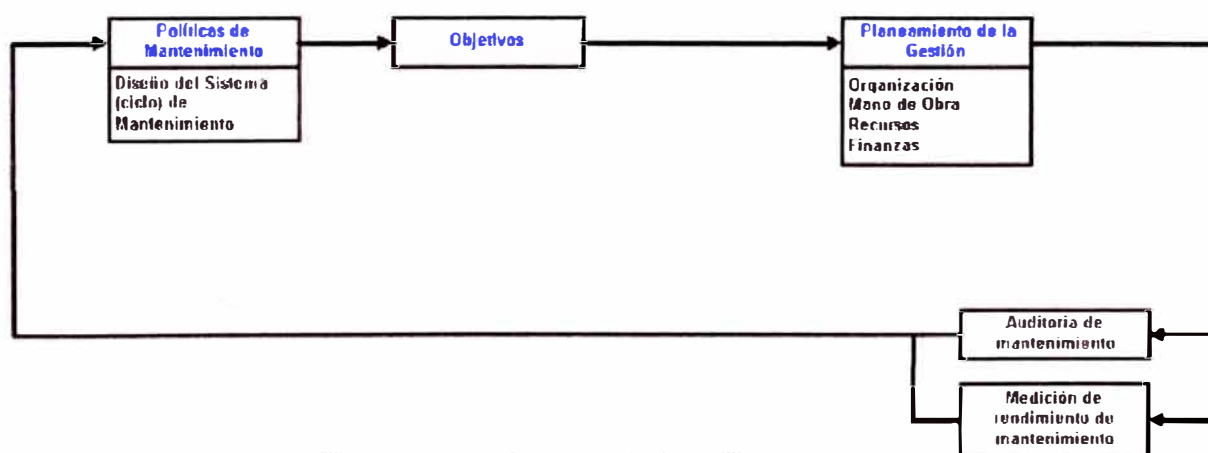 Políticas de
Mantenimiento
Diseño del Sistema
(ciclo) de
Mantenimiento
Objetivos
Planeamiento de la
Gestión
Organización
Mano de Obra
Recursos
Finanzas
Auditoria de
mantenimiento
Medición de
rendimiento de
mantenimiento